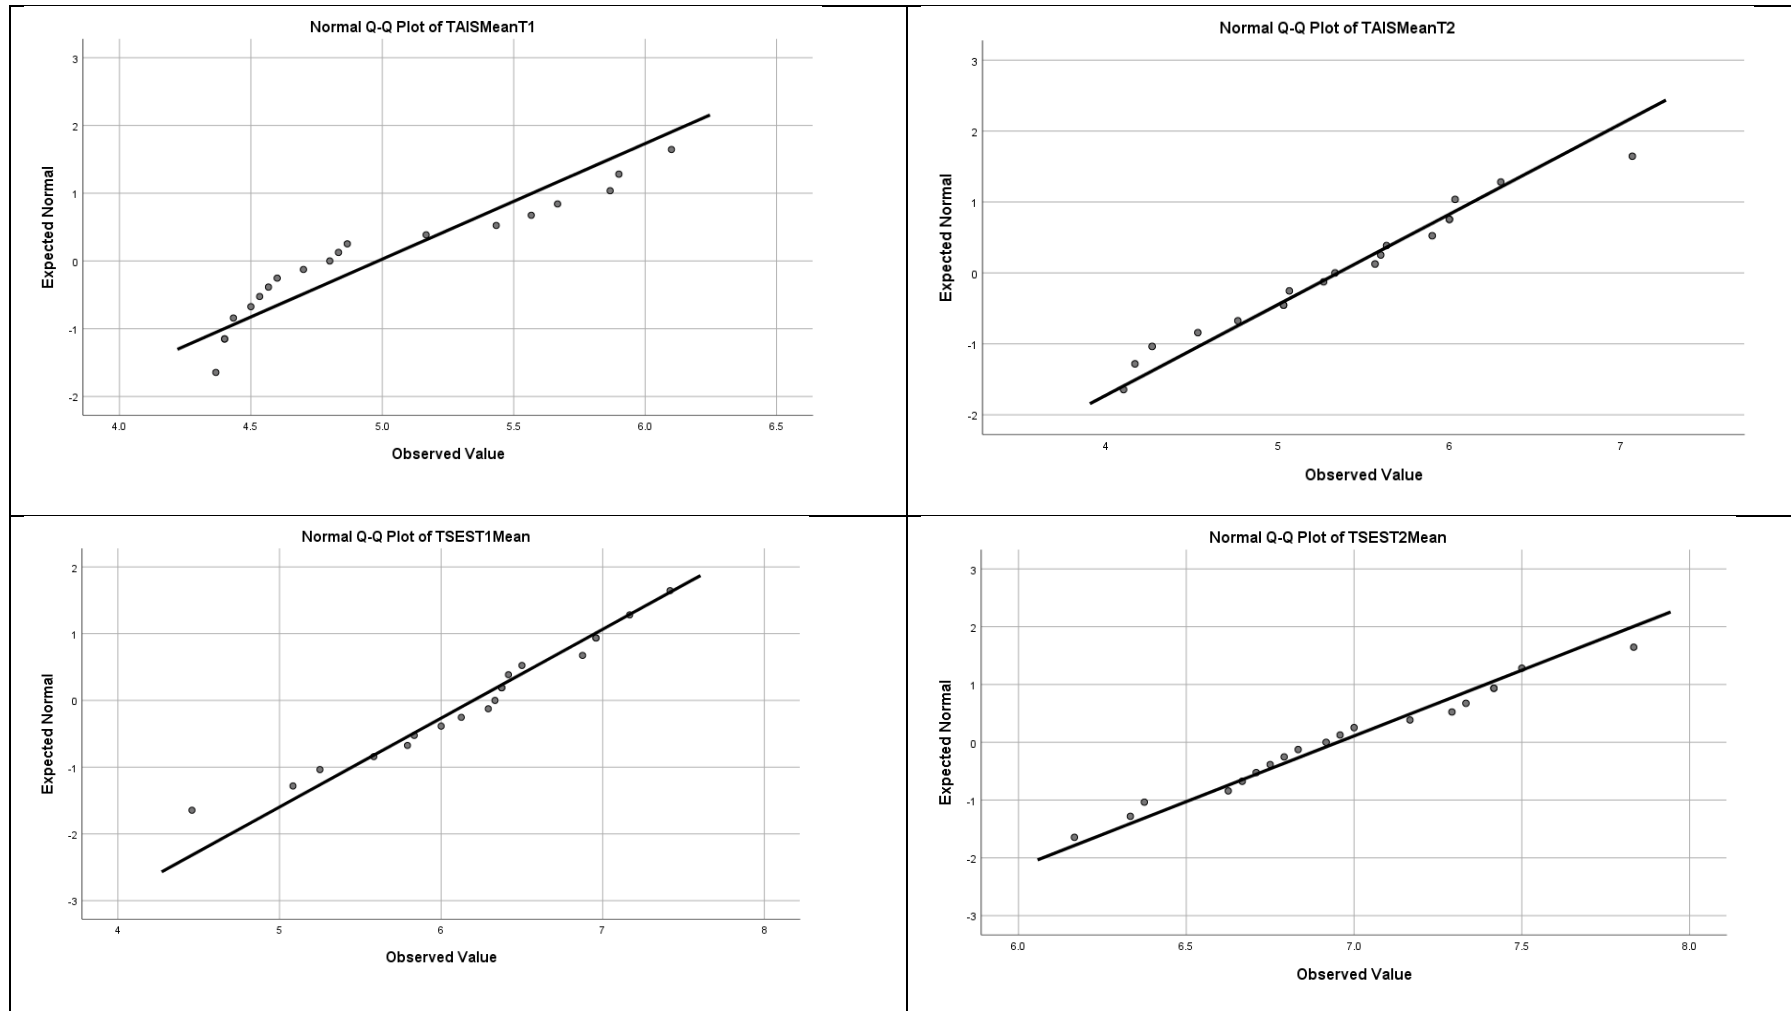 Normal Q-Q Plot of TAISMeanT1
3
2
1
0
-1
-2
Expected Normal
4.0 4.5 5.0 5.5 6.0 6.5
Observed Value
Normal Q-Q Plot of TAISMeanT2
3
2
1
0
-1
-2
Expected Normal
4 5 6 7
Observed Value
Normal Q-Q Plot of TSEST1Mean
2
1
0
-1
-2
-3
Expected Normal
4 5 6 7 8
Observed Value
Normal Q-Q Plot of TSEST2Mean
3
2
1
0
-1
-2
-3
Expected Normal
6.0 6.5 7.0 7.5 8.0
Observed Value